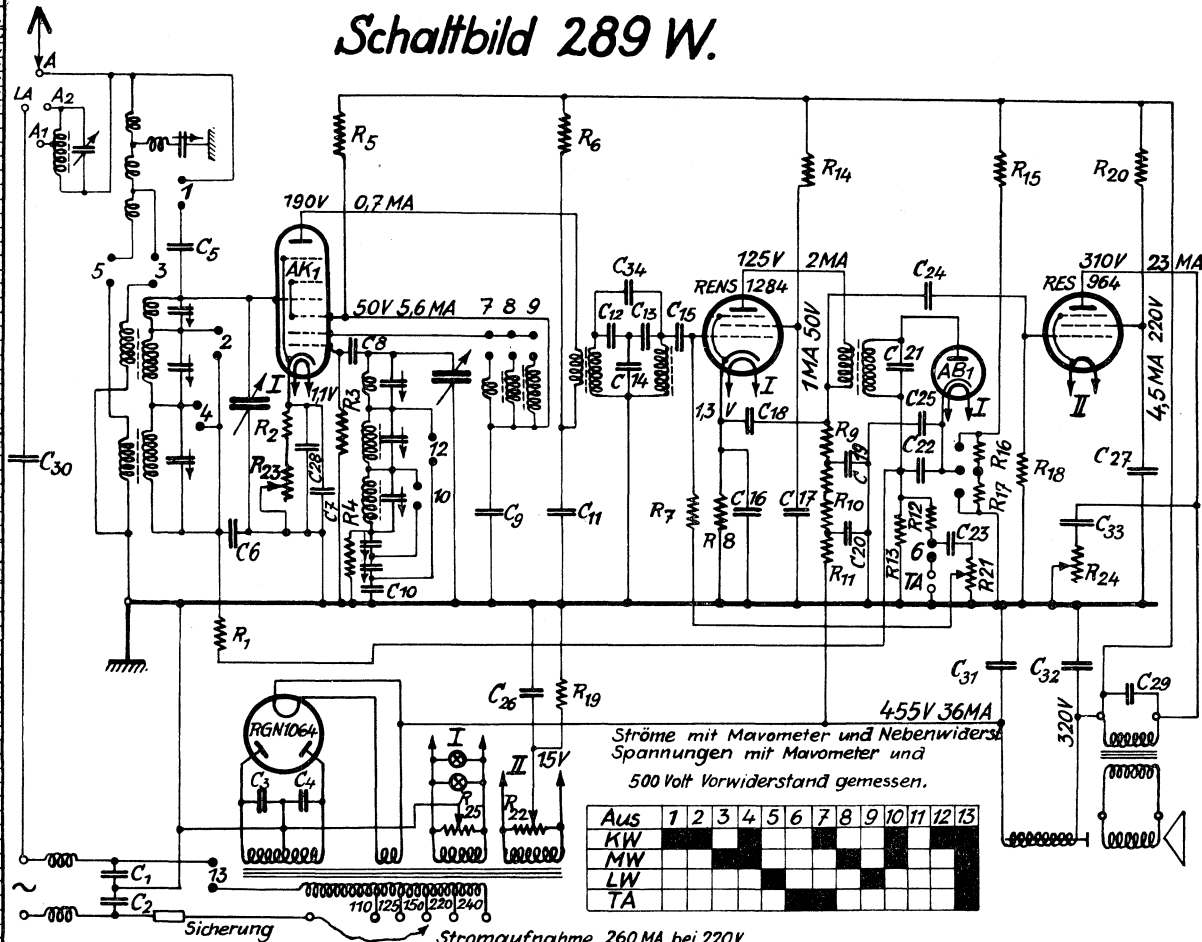 Schaltbild 289 W.
A
LA
A2
A1
1
C5
5
3
2
4
C30
R5
R6
R14
R15
R20
190V 0,7 MA
AK1
50V 5,6 MA
7 8 9
C8
I
1,1V
R2
R23
C28
C7
R3
R4
12
10
C10
C6
C9
C11
C34
C12
C13
C15
C14
125V 2MA
RENS 1284
I
1,3 V
C18
1MA 50V
R7
R8
C16
C17
R9
C19
R10
C20
R11
C24
C21
AB1
I
C25
C22
R16
R17
R18
R13
R12
6
TA
C23
R21
310V 23 MA
RES 964
II
4,5 MA 220V
C27
C33
R24
R1
C26
R19
C31
C32
C29
320V
455V 36MA
RGN1064
C3
C4
I
R25
II
15V
R22
Ströme mit Mavometer und Nebenwiderst
Spannungen mit Mavometer und
500 Volt Vorwiderstand gemessen.
Aus 1 2 3 4 5 6 7 8 9 10 11 12 13
KW
MW
LW
TA
~
C1
C2
13
110 125 150 220 240
Sicherung
Stromaufnahme 260 MA bei 220V